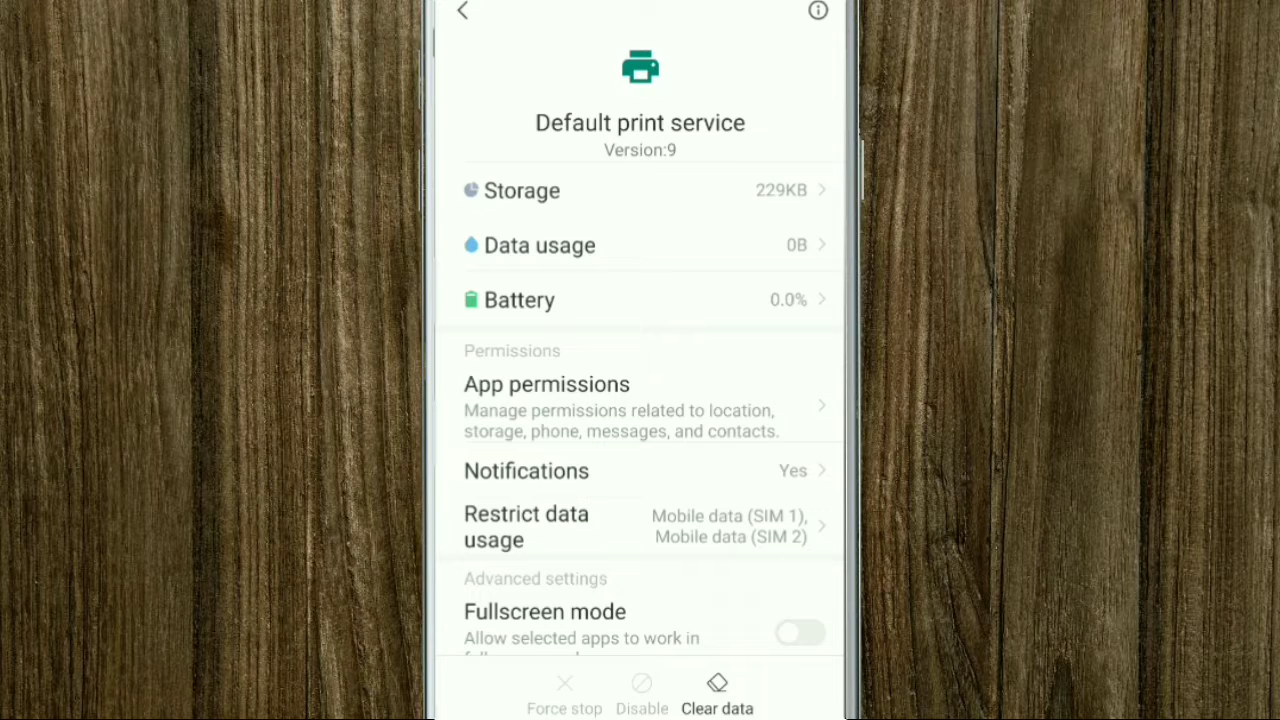 Default print service
Version:9
Storage 229KB
Data usage 0B
Battery 0.0%
Permissions
App permissions
Manage permissions related to location,
storage, phone, messages, and contacts.
Notifications Yes
Restrict data usage Mobile data (SIM 1),
Mobile data (SIM 2)
Advanced settings
Fullscreen mode
Allow selected apps to work in
Force stop Disable Clear data